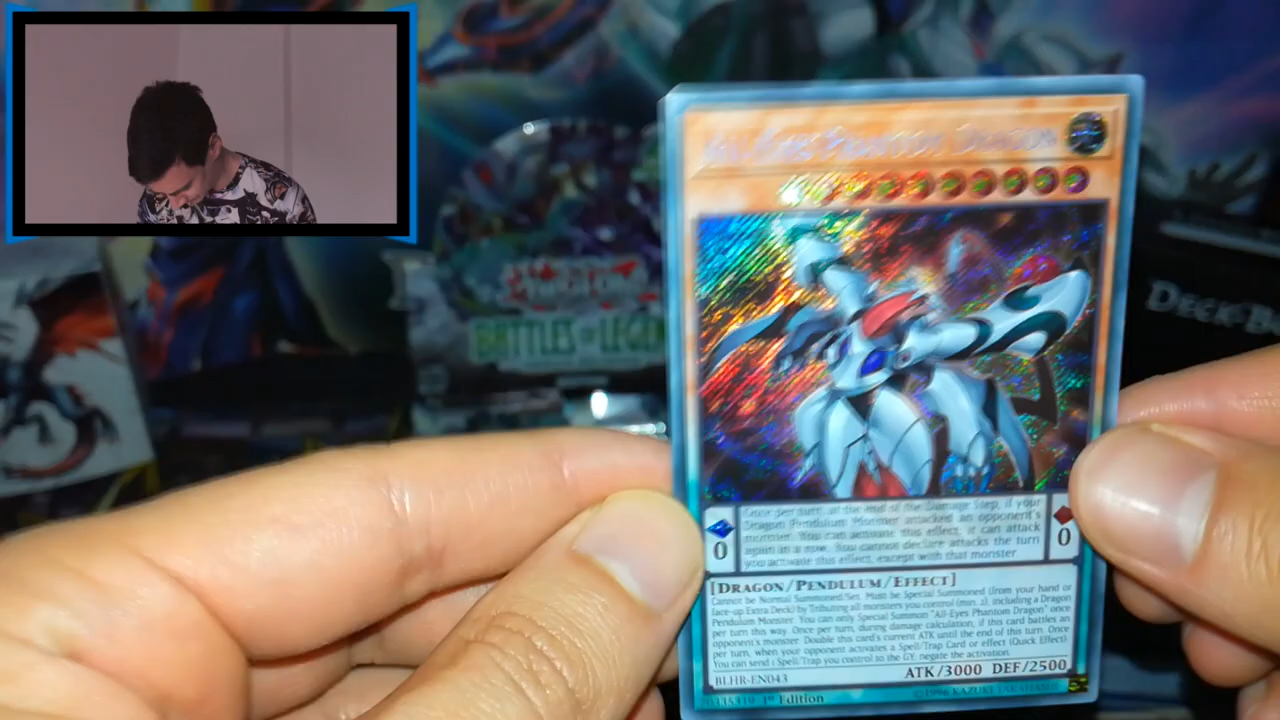 All-Eyes Phantom Dragon
BATTLES OF LEGEND
DECK B
Once per turn, at the end of the Damage Step, if your
Dragon Pendulum Monster attacked an opponent's
monster: You can activate this effect; it can attack
again in a row. You cannot declare attacks the turn
you activate this effect, except with that monster.
0
0
[DRAGON/PENDULUM/EFFECT]
Cannot be Normal Summoned/Set. Must be Special Summoned (from your hand or
face-up Extra Deck) by Tributing all monsters you control (min. 2), including a Dragon
Pendulum Monster. You can only Special Summon "All-Eyes Phantom Dragon" once
per turn this way. Once per turn, during damage calculation, if this card battles an
opponent's monster: Double this card's current ATK until the end of this turn. Once
per turn, when your opponent activates a Spell/Trap Card or effect (Quick Effect):
You can send 1 Spell/Trap you control to the GY; negate the activation.
ATK/3000 DEF/2500
BLHR-EN043
1st Edition
©1996 KAZUKI TAKAHASHI